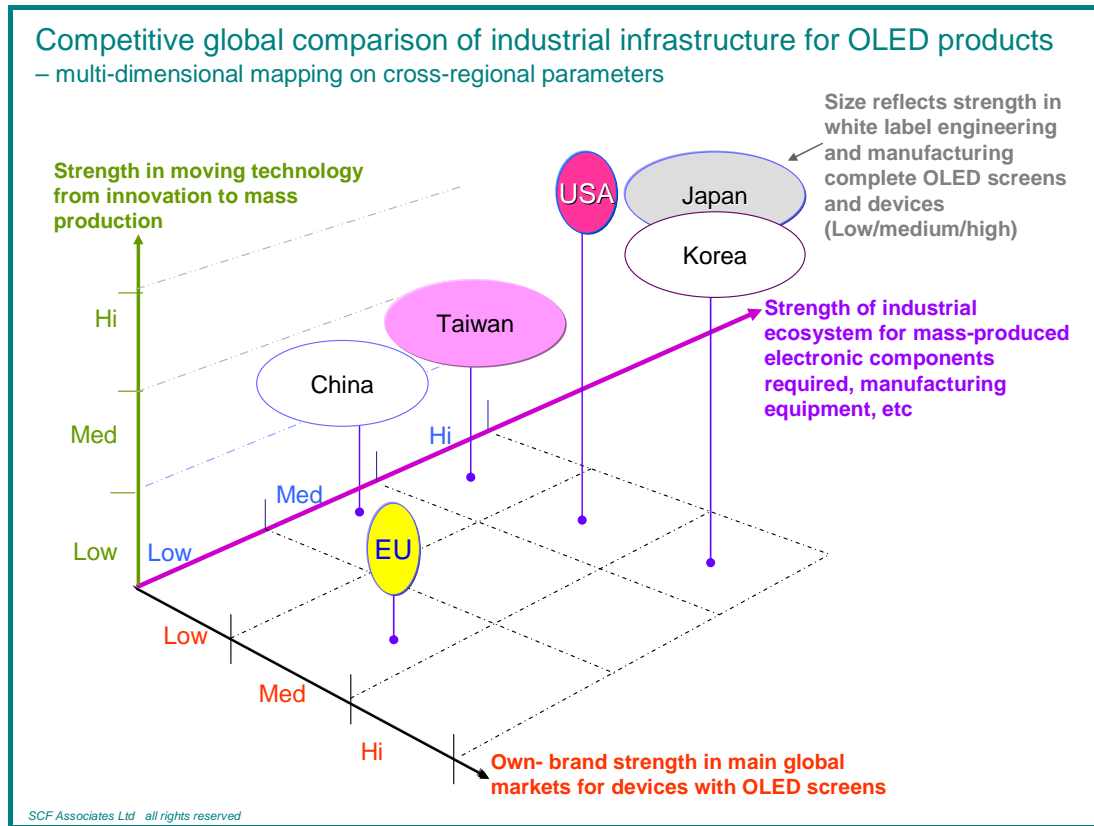 Competitive global comparison of industrial infrastructure for OLED products
– multi-dimensional mapping on cross-regional parameters
Size reflects strength in
white label engineering
and manufacturing
complete OLED screens
and devices
(Low/medium/high)
Strength in moving technology
from innovation to mass
production
USA
Japan
Korea
Strength of industrial
ecosystem for mass-produced
electronic components
required, manufacturing
equipment, etc
Taiwan
China
Hi
Med
Low
Hi
Med
Low
EU
Low
Med
Hi
Own- brand strength in main global
markets for devices with OLED screens
SCF Associates Ltd all rights reserved